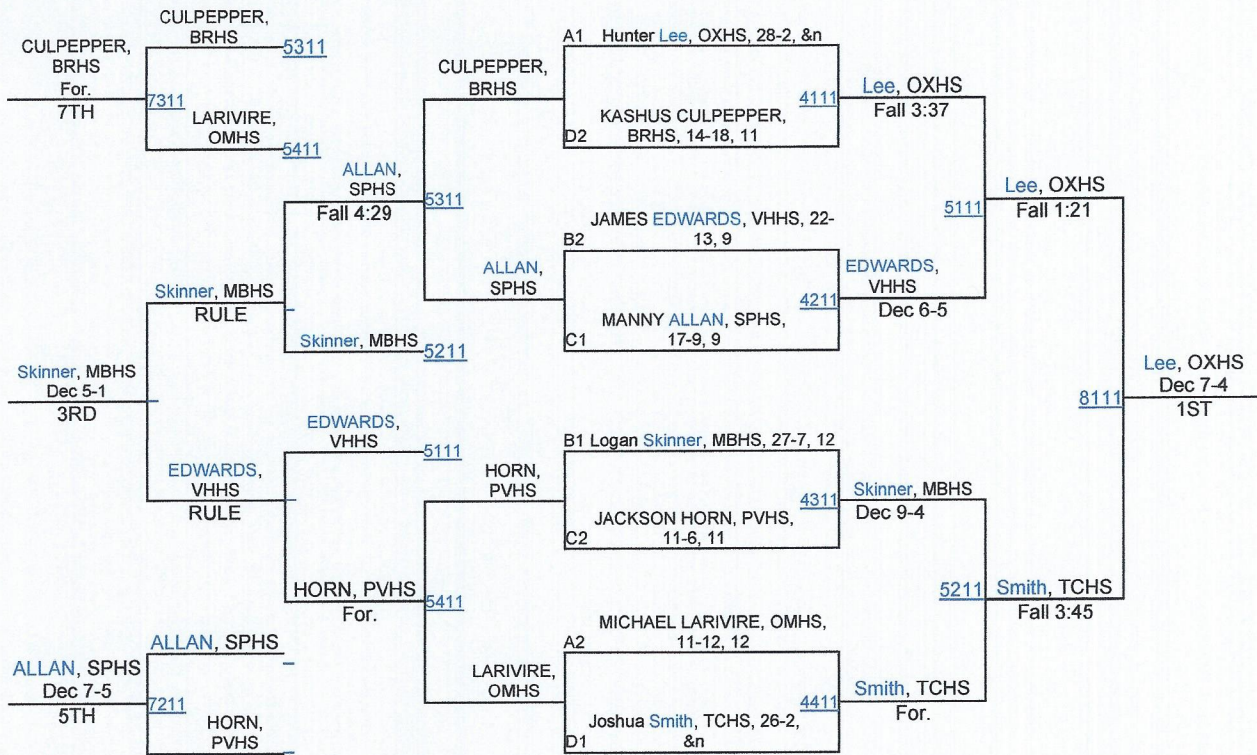 CULPEPPER,
BRHS
5311
CULPEPPER,
BRHS
For.
7TH
7311
LARIVIRE,
OMHS
5411
ALLAN,
SPHS
Fall 4:29
Skinner, MBHS
RULE
Skinner, MBHS
5211
Skinner, MBHS
Dec 5-1
3RD
EDWARDS,
VHHS
5111
EDWARDS,
VHHS
RULE
HORN, PVHS
For.
ALLAN, SPHS
ALLAN, SPHS
Dec 7-5
5TH
7211
HORN,
PVHS
CULPEPPER,
BRHS
5311
ALLAN,
SPHS
HORN,
PVHS
5411
LARIVIRE,
OMHS
A1 Hunter Lee, OXHS, 28-2, &n
4111
KASHUS CULPEPPER,
BRHS, 14-18, 11
D2
JAMES EDWARDS, VHHS, 22-
13, 9
B2
4211
MANNY ALLAN, SPHS,
17-9, 9
C1
B1 Logan Skinner, MBHS, 27-7, 12
4311
JACKSON HORN, PVHS,
11-6, 11
C2
MICHAEL LARIVIRE, OMHS,
11-12, 12
A2
4411
Joshua Smith, TCHS, 26-2,
&n
D1
Lee, OXHS
Fall 3:37
EDWARDS,
VHHS
Dec 6-5
Skinner, MBHS
Dec 9-4
Smith, TCHS
For.
5111
Lee, OXHS
Fall 1:21
5211
Smith, TCHS
Fall 3:45
8111
Lee, OXHS
Dec 7-4
1ST